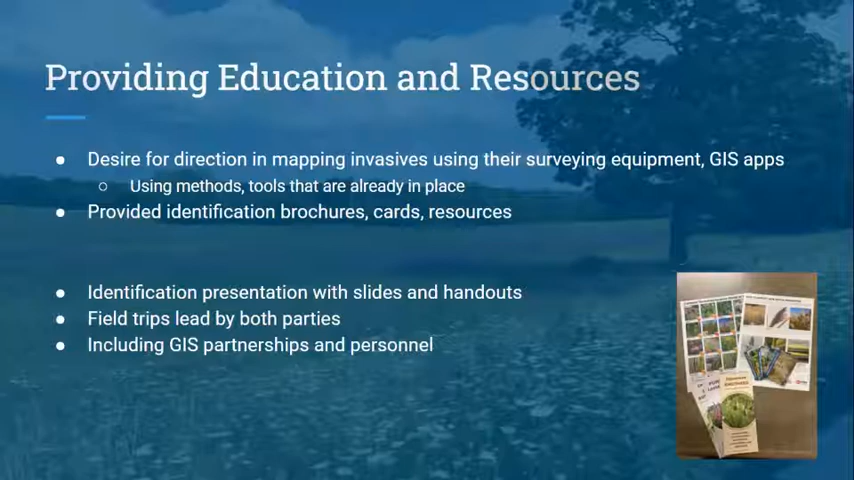 Providing Education and Resources
● Desire for direction in mapping invasives using their surveying equipment, GIS apps
○ Using methods, tools that are already in place
● Provided identification brochures, cards, resources
● Identification presentation with slides and handouts
● Field trips lead by both parties
● Including GIS partnerships and personnel